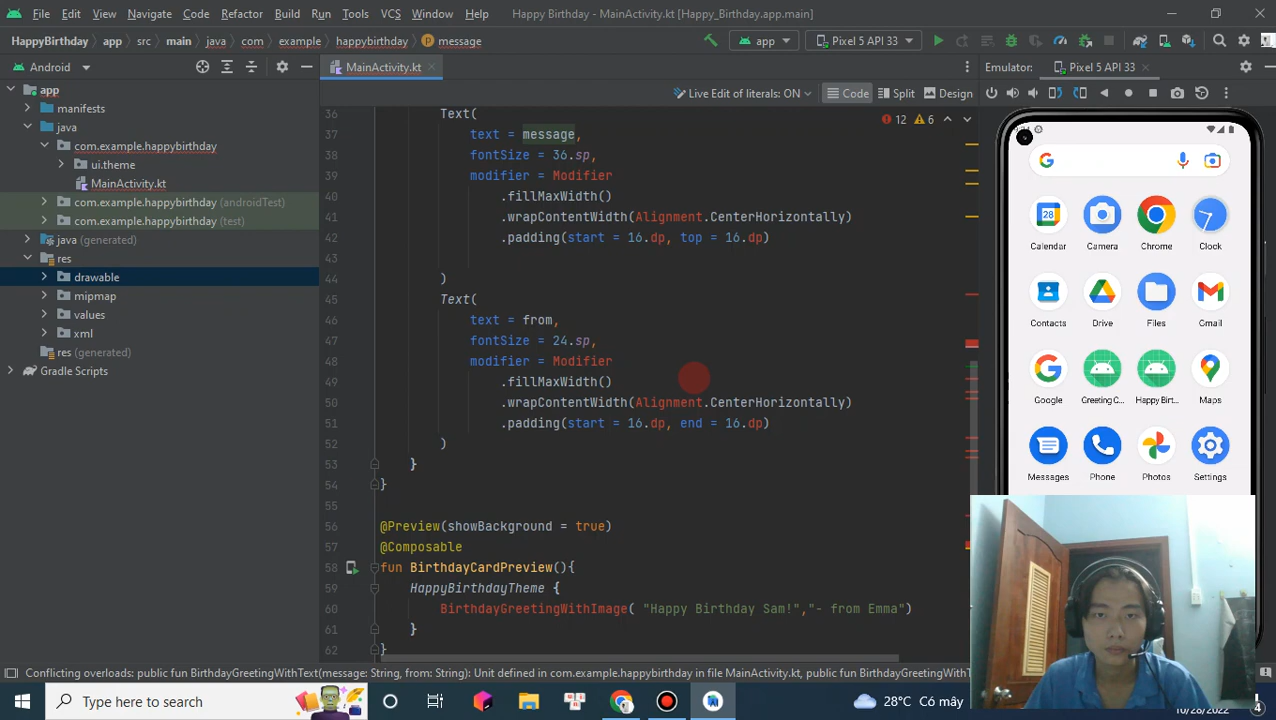 File Edit View Navigate Code Refactor Build Run Tools VCS Window Help Happy Birthday - MainActivity.kt [Happy_Birthday.app.main]
HappyBirthday app src main java com example happybirthday message app Pixel 5 API 33
Android MainActivity.kt Emulator: Pixel 5 API 33
app
manifests
java
com.example.happybirthday
ui.theme
MainActivity.kt
com.example.happybirthday (androidTest)
com.example.happybirthday (test)
java (generated)
res
drawable
mipmap
values
xml
res (generated)
Gradle Scripts
Live Edit of literals: ON Code Split Design
12 6
36 Text(
37 text = message,
38 fontSize = 36.sp,
39 modifier = Modifier
40 .fillMaxWidth()
41 .wrapContentWidth(Alignment.CenterHorizontally)
42 .padding(start = 16.dp, top = 16.dp)
43
44 )
45 Text(
46 text = from,
47 fontSize = 24.sp,
48 modifier = Modifier
49 .fillMaxWidth()
50 .wrapContentWidth(Alignment.CenterHorizontally)
51 .padding(start = 16.dp, end = 16.dp)
52 )
53 }
54 }
55
56 @Preview(showBackground = true)
57 @Composable
58 fun BirthdayCardPreview(){
59 HappyBirthdayTheme {
60 BirthdayGreetingWithImage( "Happy Birthday Sam!","- from Emma")
61 }
}
28
Calendar Camera Chrome Clock
Contacts Drive Files Gmail
Google Greeting C... Happy Birt... Maps
Messages Phone Photos Settings
Conflicting overloads: public fun BirthdayGreetingWithText(message: String, from: String): Unit defined in com.example.happybirthday in file MainActivity.kt, public fun BirthdayGreetingWithText(
Type here to search
28°C Có mây
10/28/2022
4